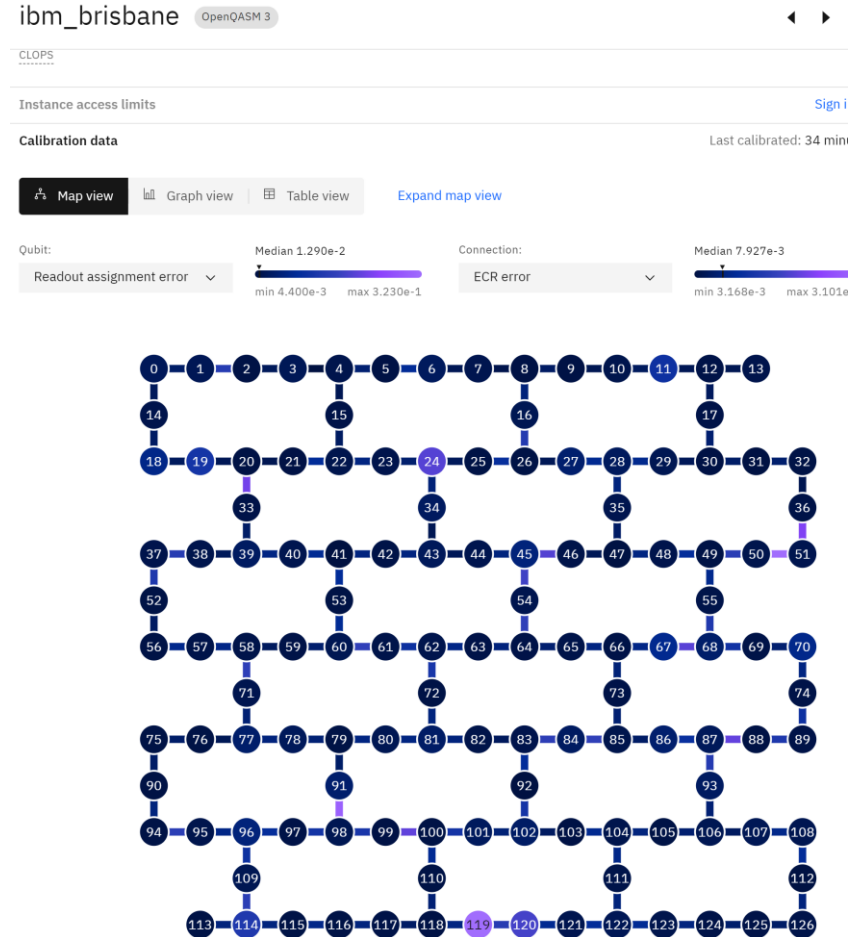 ibm_brisbane OpenQASM 3
CLOPS
Instance access limits Sign i
Calibration data Last calibrated: 34 minu
Map view Graph view Table view Expand map view
Qubit: Median 1.290e-2 Connection: Median 7.927e-3
Readout assignment error ECR error
min 4.400e-3 max 3.230e-1 min 3.168e-3 max 3.101e
0 1 2 3 4 5 6 7 8 9 10 11 12 13
14 15 16 17
18 19 20 21 22 23 24 25 26 27 28 29 30 31 32
33 34 35 36
37 38 39 40 41 42 43 44 45 46 47 48 49 50 51
52 53 54 55
56 57 58 59 60 61 62 63 64 65 66 67 68 69 70
71 72 73 74
75 76 77 78 79 80 81 82 83 84 85 86 87 88 89
90 91 92 93
94 95 96 97 98 99 100 101 102 103 104 105 106 107 108
109 110 111 112
113 114 115 116 117 118 119 120 121 122 123 124 125 126